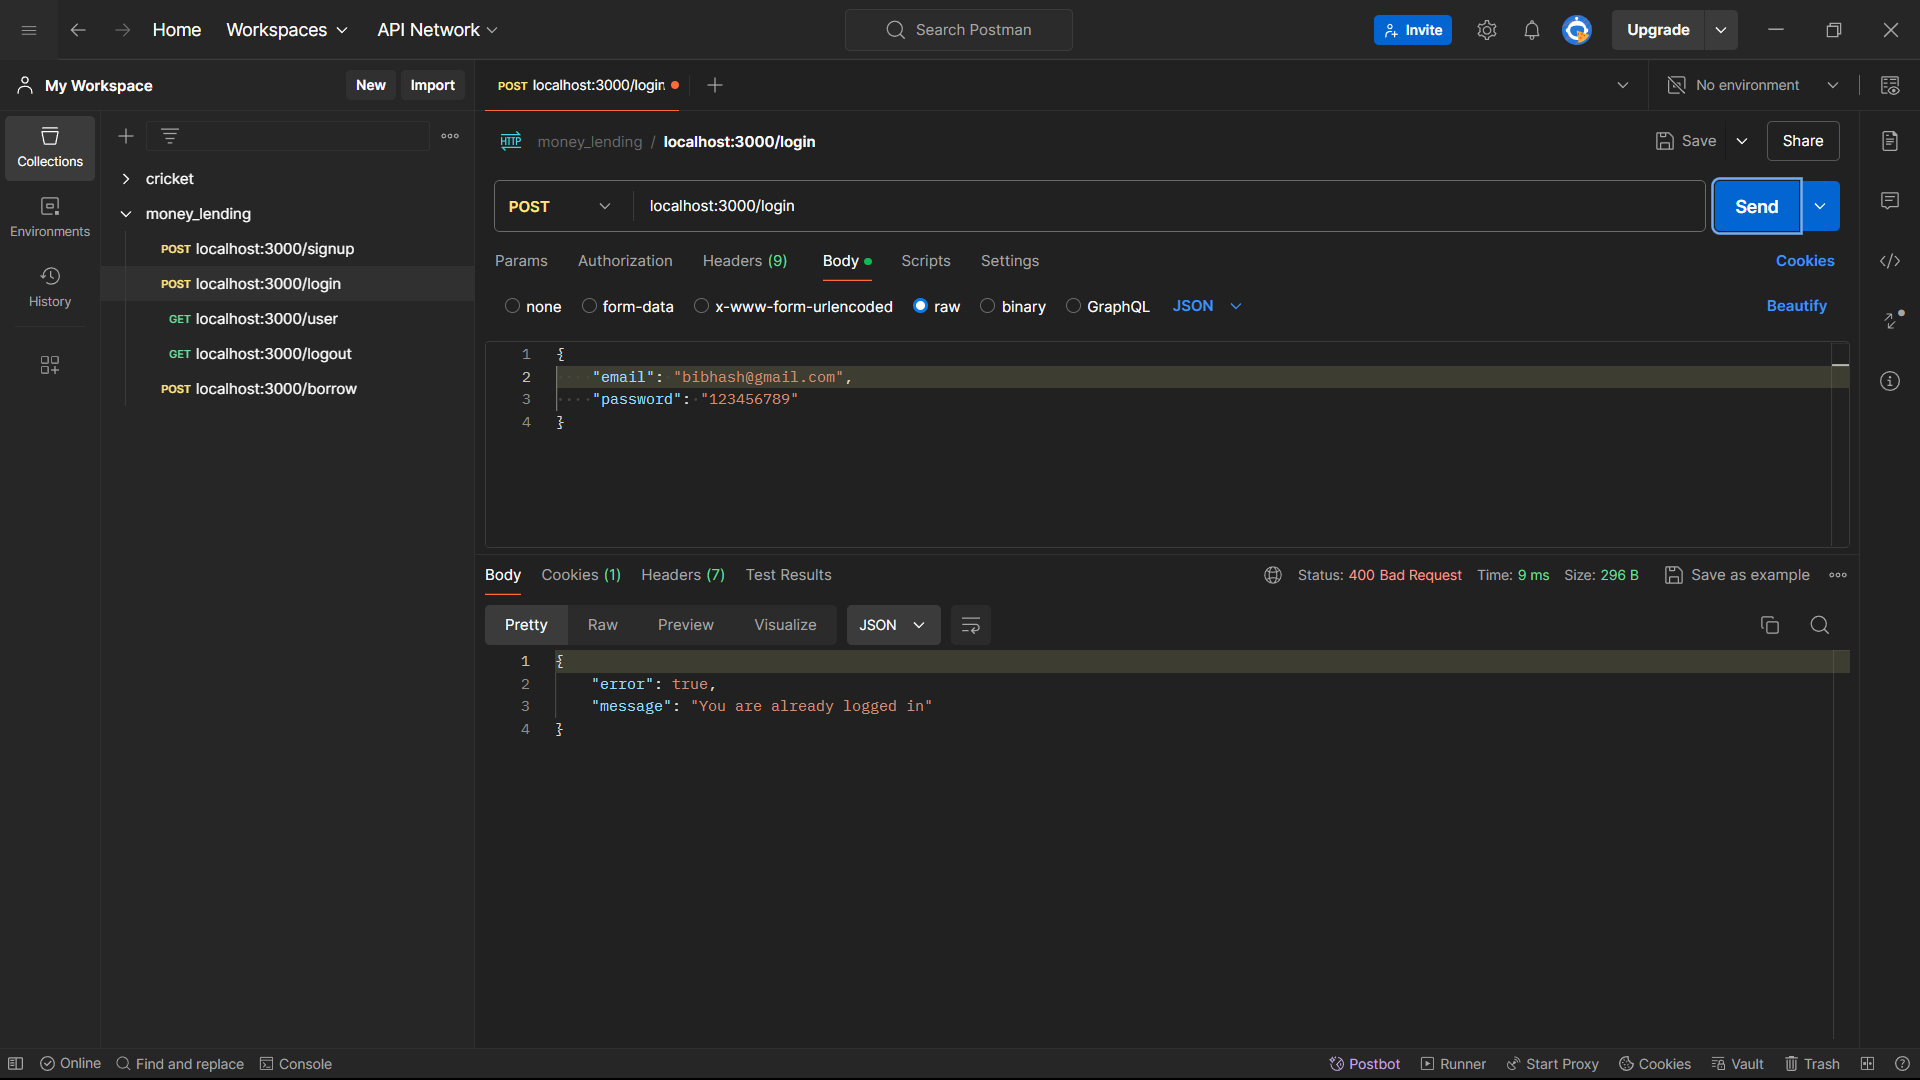 Home Workspaces API Network Search Postman Invite Upgrade
My Workspace New Import POST localhost:3000/login No environment
HTTP money_lending / localhost:3000/login Save Share
Collections
Environments
History
cricket
money_lending
POST localhost:3000/signup
POST localhost:3000/login
GET localhost:3000/user
GET localhost:3000/logout
POST localhost:3000/borrow
POST localhost:3000/login Send
Params Authorization Headers (9) Body Scripts Settings Cookies
none form-data x-www-form-urlencoded raw binary GraphQL JSON Beautify
1 {
2 "email": "bibhash@gmail.com",
3 "password": "123456789"
4 }
Body Cookies (1) Headers (7) Test Results Status: 400 Bad Request Time: 9 ms Size: 296 B Save as example
Pretty Raw Preview Visualize JSON
1 {
2 "error": true,
3 "message": "You are already logged in"
4 }
Online Find and replace Console Postbot Runner Start Proxy Cookies Vault Trash